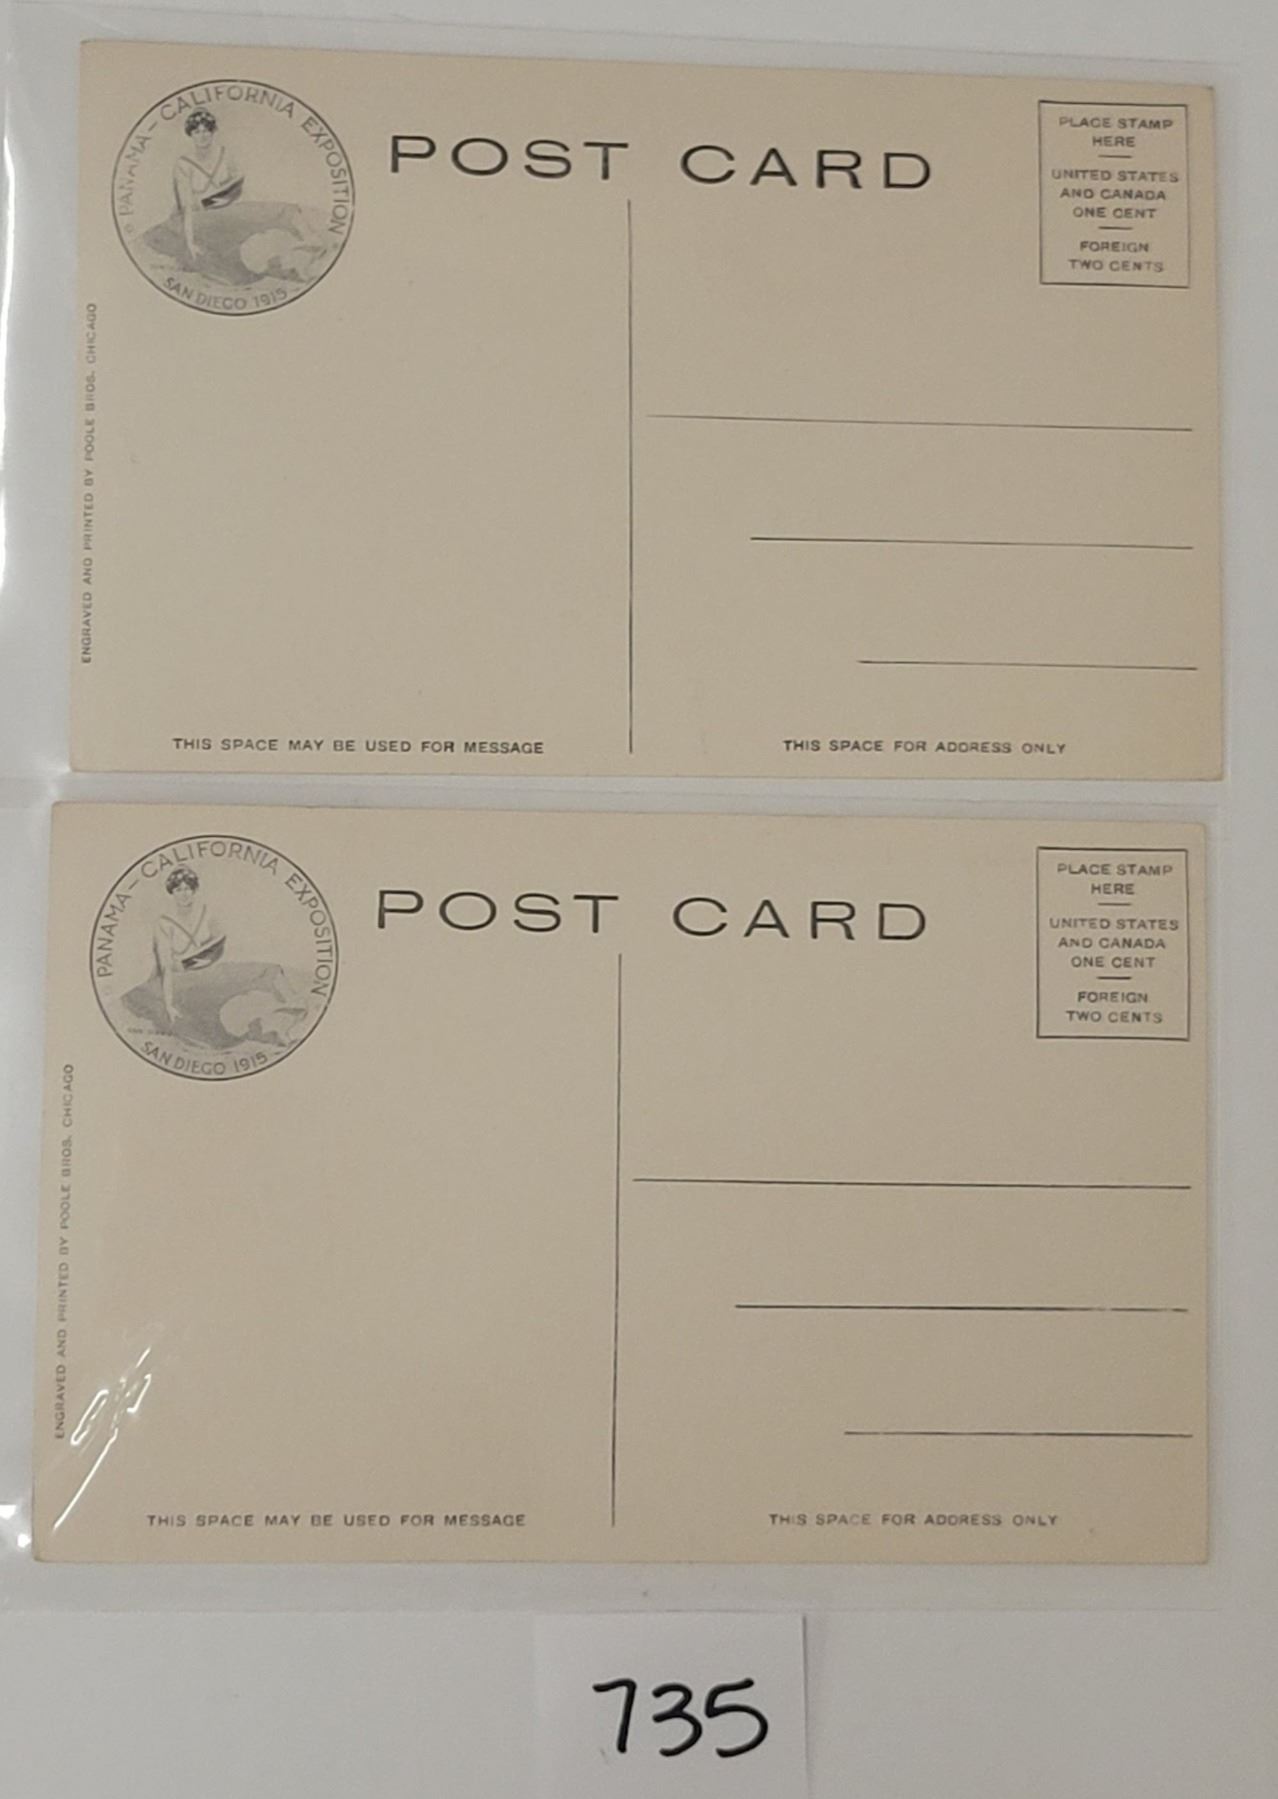 PANAMA-CALIFORNIA EXPOSITION
SAN DIEGO 1915
POST CARD
PLACE STAMP
HERE
UNITED STATES
AND CANADA
ONE CENT
FOREIGN
TWO CENTS
ENGRAVED AND PRINTED BY POOLE BROS. CHICAGO
THIS SPACE MAY BE USED FOR MESSAGE
THIS SPACE FOR ADDRESS ONLY
PANAMA-CALIFORNIA EXPOSITION
SAN DIEGO 1915
POST CARD
PLACE STAMP
HERE
UNITED STATES
AND CANADA
ONE CENT
FOREIGN
TWO CENTS
ENGRAVED AND PRINTED BY POOLE BROS. CHICAGO
THIS SPACE MAY BE USED FOR MESSAGE
THIS SPACE FOR ADDRESS ONLY
735